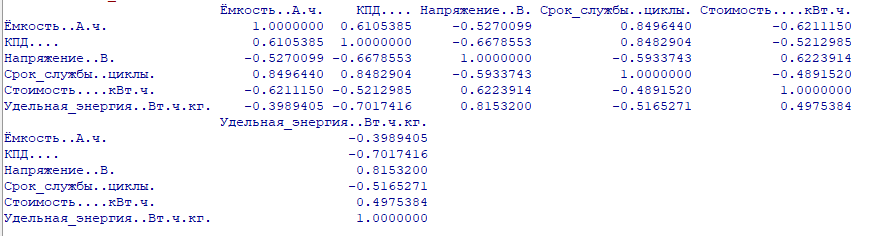 Ёмкость..А.ч. КПД.... Напряжение..В. Срок_службы..циклы. Стоимость....кВт.ч.
Ёмкость..А.ч. 1.0000000 0.6105385 -0.5270099 0.8496440 -0.6211150
КПД.... 0.6105385 1.0000000 -0.6678553 0.8482904 -0.5212985
Напряжение..В. -0.5270099 -0.6678553 1.0000000 -0.5933743 0.6223914
Срок_службы..циклы. 0.8496440 0.8482904 -0.5933743 1.0000000 -0.4891520
Стоимость....кВт.ч. -0.6211150 -0.5212985 0.6223914 -0.4891520 1.0000000
Удельная_энергия..Вт.ч.кг. -0.3989405 -0.7017416 0.8153200 -0.5165271 0.4975384
Удельная_энергия..Вт.ч.кг.
Ёмкость..А.ч. -0.3989405
КПД.... -0.7017416
Напряжение..В. 0.8153200
Срок_службы..циклы. -0.5165271
Стоимость....кВт.ч. 0.4975384
Удельная_энергия..Вт.ч.кг. 1.0000000